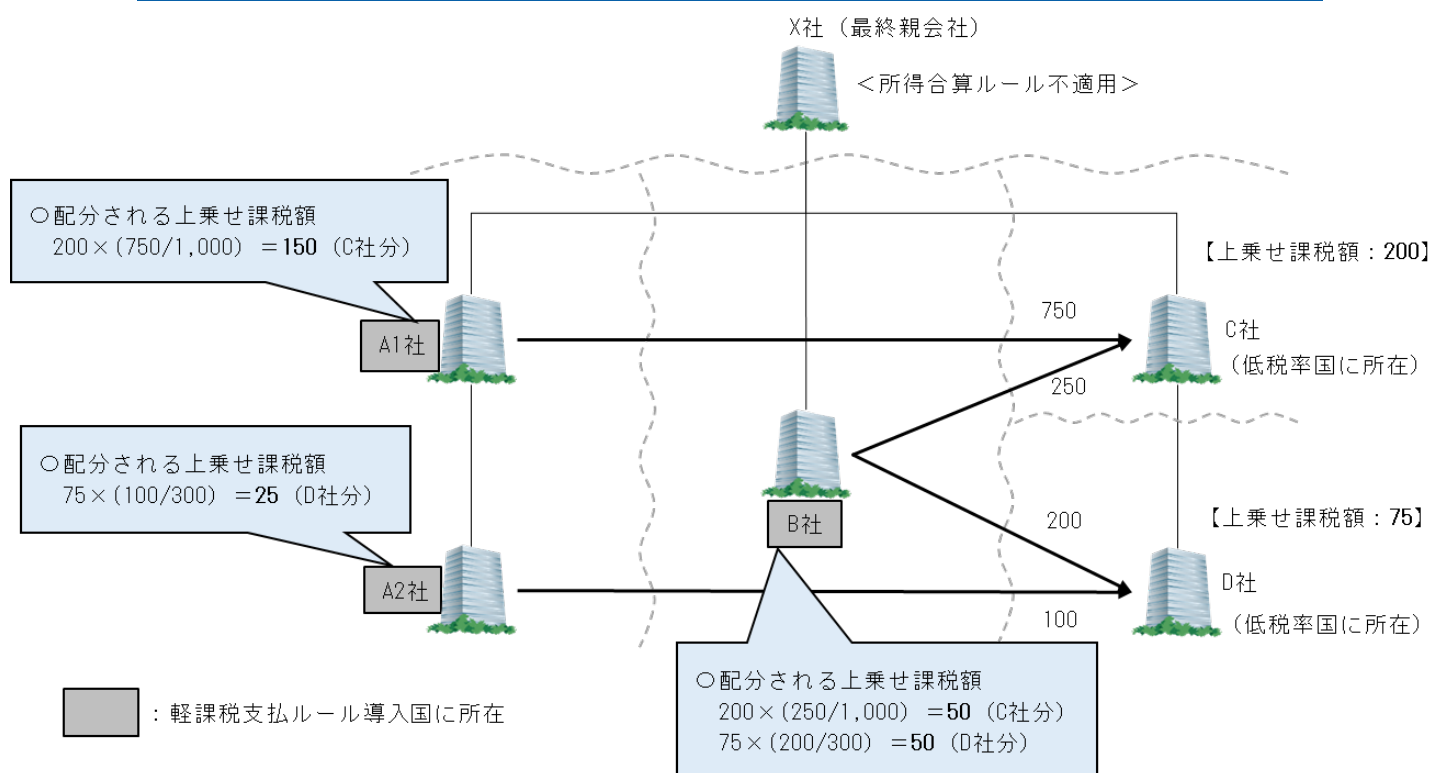 X社（最終親会社）
＜所得合算ルール不適用＞
○配分される上乗せ課税額
200×(750/1,000) ＝150（C社分）
【上乗せ課税額：200】
A1社
750
250
C社
（低税率国に所在）
○配分される上乗せ課税額
75×(100/300) ＝25（D社分）
B社
200
【上乗せ課税額：75】
A2社
100
D社
（低税率国に所在）
○配分される上乗せ課税額
200×(250/1,000) ＝50（C社分）
75×(200/300) ＝50（D社分）
：軽課税支払ルール導入国に所在